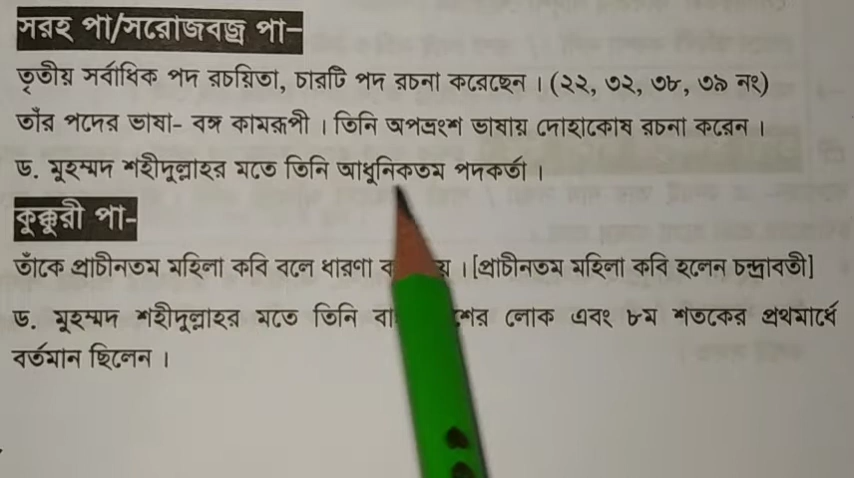 সরহ পা/সরোজবজ্র পা-
তৃতীয় সর্বাধিক পদ রচয়িতা, চারটি পদ রচনা করেছেন। (২২, ৩২, ৩৮, ৩৯ নং)
তাঁর পদের ভাষা- বঙ্গ কামরূপী। তিনি অপভ্রংশ ভাষায় দোহাকোষ রচনা করেন।
ড. মুহম্মদ শহীদুল্লাহর মতে তিনি আধুনিকতম পদকর্তা।
কুক্কুরী পা-
তাঁকে প্রাচীনতম মহিলা কবি বলে ধারণা য়। [প্রাচীনতম মহিলা কবি হলেন চন্দ্রাবতী]
ড. মুহম্মদ শহীদুল্লাহর মতে তিনি লোক এবং ৮ম শতকের প্রথমার্ধে
বর্তমান ছিলেন।